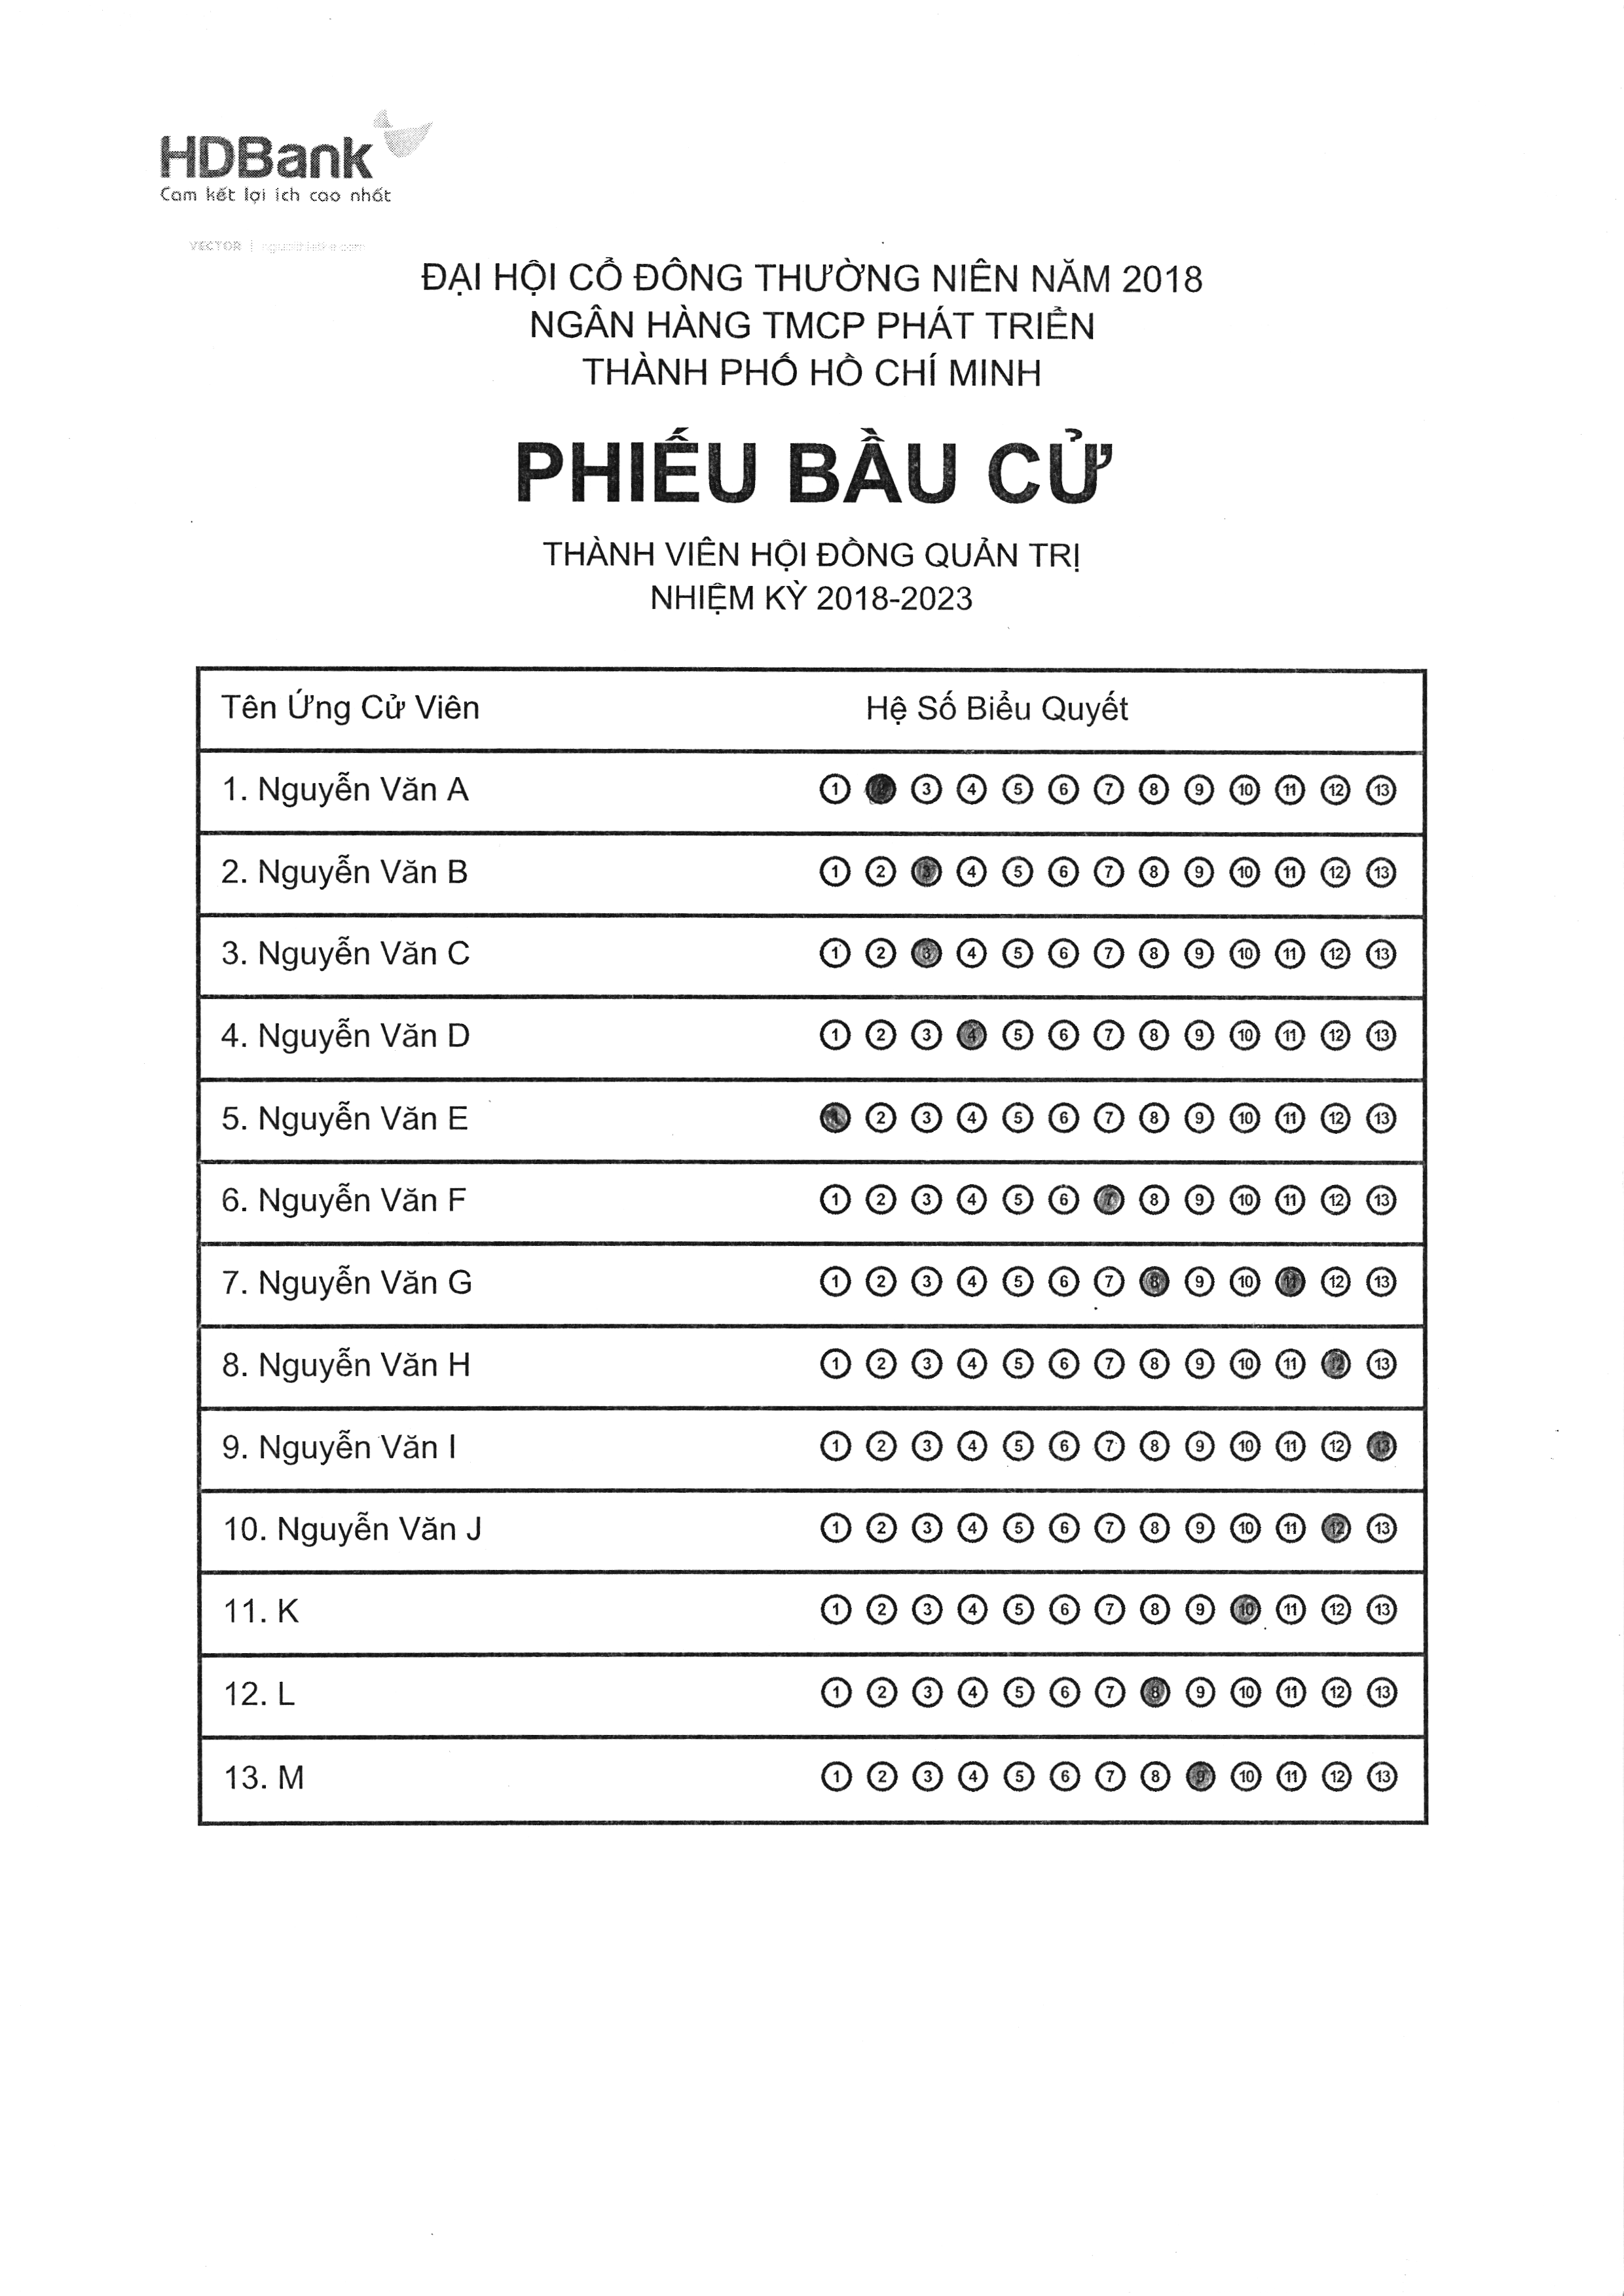 HDBank
Cam kết lợi ích cao nhất
VECTOR |
ĐẠI HỘI CỔ ĐÔNG THƯỜNG NIÊN NĂM 2018
NGÂN HÀNG TMCP PHÁT TRIỂN
THÀNH PHỐ HỒ CHÍ MINH
PHIẾU BẦU CỬ
THÀNH VIÊN HỘI ĐỒNG QUẢN TRỊ
NHIỆM KỲ 2018-2023
Tên Ứng Cử Viên Hệ Số Biểu Quyết
1. Nguyễn Văn A 1 3 4 5 6 7 8 9 10 11 12 13
2. Nguyễn Văn B 1 2 3 4 5 6 7 8 9 10 11 12 13
3. Nguyễn Văn C 1 2 3 4 5 6 7 8 9 10 11 12 13
4. Nguyễn Văn D 1 2 3 4 5 6 7 8 9 10 11 12 13
5. Nguyễn Văn E 1 2 3 4 5 6 7 8 9 10 11 12 13
6. Nguyễn Văn F 1 2 3 4 5 6 7 8 9 10 11 12 13
7. Nguyễn Văn G 1 2 3 4 5 6 7 8 9 10 11 12 13
8. Nguyễn Văn H 1 2 3 4 5 6 7 8 9 10 11 12 13
9. Nguyễn Văn I 1 2 3 4 5 6 7 8 9 10 11 12 13
10. Nguyễn Văn J 1 2 3 4 5 6 7 8 9 10 11 12 13
11. K 1 2 3 4 5 6 7 8 9 10 11 12 13
12. L 1 2 3 4 5 6 7 8 9 10 11 12 13
13. M 1 2 3 4 5 6 7 8 9 10 11 12 13